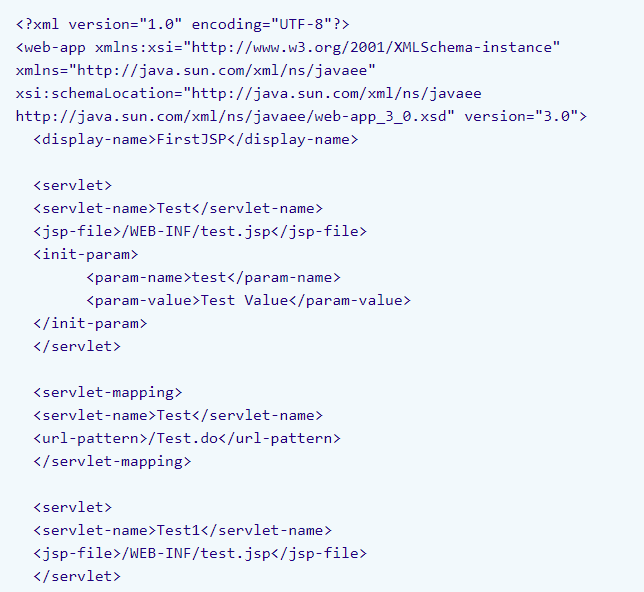 <?xml version="1.0" encoding="UTF-8"?>
<web-app xmlns:xsi="http://www.w3.org/2001/XMLSchema-instance"
xmlns="http://java.sun.com/xml/ns/javaee"
xsi:schemaLocation="http://java.sun.com/xml/ns/javaee
http://java.sun.com/xml/ns/javaee/web-app_3_0.xsd" version="3.0">
  <display-name>FirstJSP</display-name>

  <servlet>
  <servlet-name>Test</servlet-name>
  <jsp-file>/WEB-INF/test.jsp</jsp-file>
  <init-param>
        <param-name>test</param-name>
        <param-value>Test Value</param-value>
  </init-param>
  </servlet>

  <servlet-mapping>
  <servlet-name>Test</servlet-name>
  <url-pattern>/Test.do</url-pattern>
  </servlet-mapping>

  <servlet>
  <servlet-name>Test1</servlet-name>
  <jsp-file>/WEB-INF/test.jsp</jsp-file>
  </servlet>